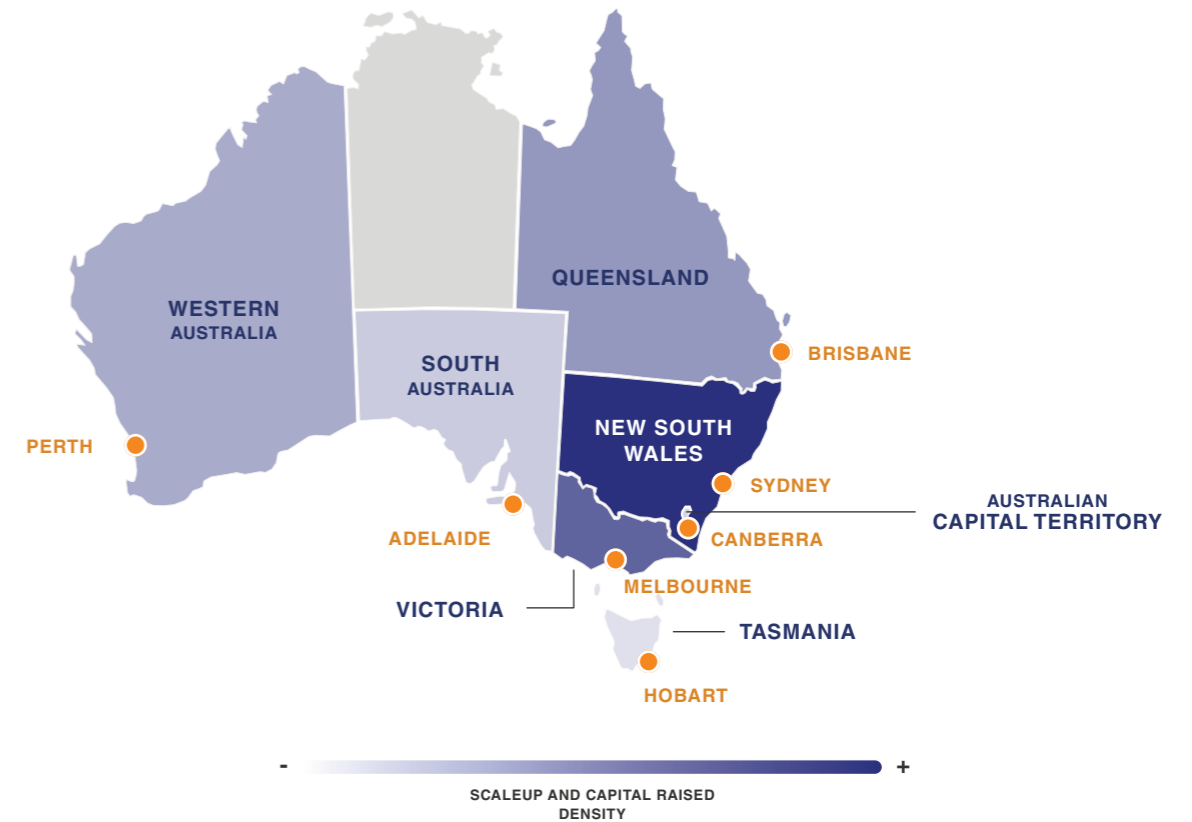 QUEENSLAND
WESTERN
AUSTRALIA
BRISBANE
SOUTH
AUSTRALIA
NEW SOUTH
WALES
PERTH
SYDNEY
AUSTRALIAN
CAPITAL TERRITORY
ADELAIDE
CANBERRA
MELBOURNE
VICTORIA
TASMANIA
HOBART
- +
SCALEUP AND CAPITAL RAISED
DENSITY